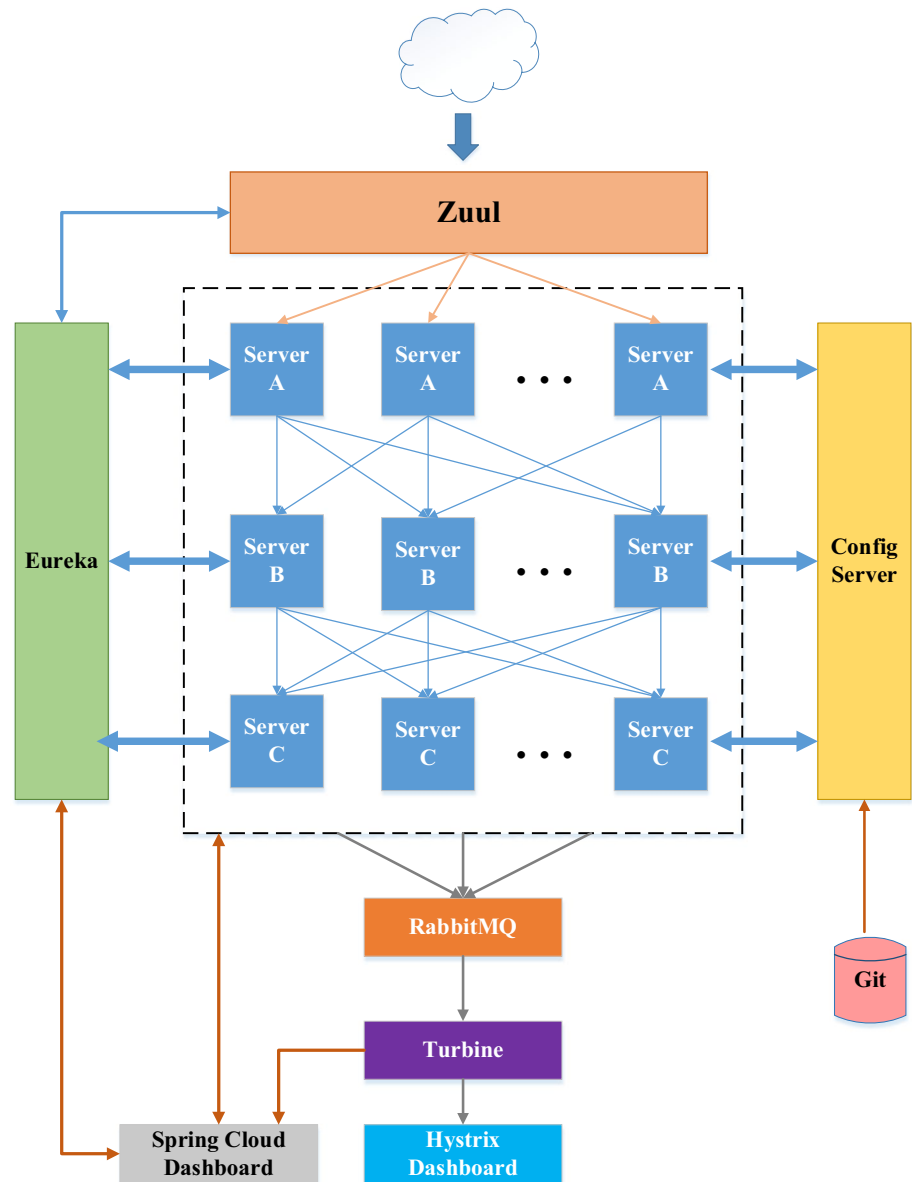 Zuul
Server
A
Server
A
Server
A
. . .
Eureka
Server
B
Server
B
Server
B
. . .
Config
Server
Server
C
Server
C
Server
C
. . .
RabbitMQ
Git
Turbine
Spring Cloud
Dashboard
Hystrix
Dashboard